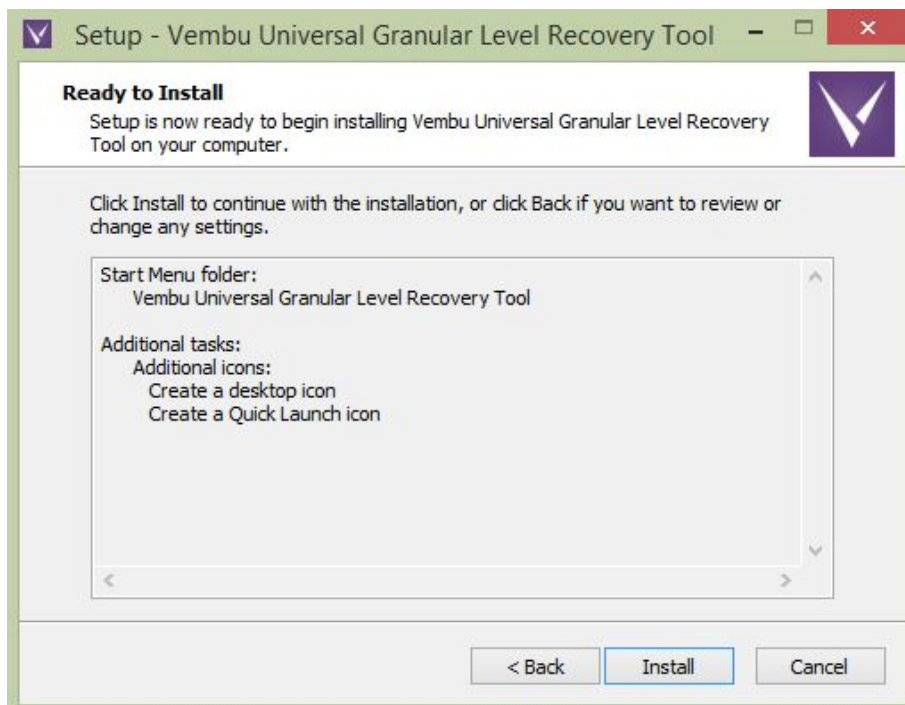 Setup - Vembu Universal Granular Level Recovery Tool
Ready to Install
Setup is now ready to begin installing Vembu Universal Granular Level Recovery
Tool on your computer.
Click Install to continue with the installation, or click Back if you want to review or
change any settings.
Start Menu folder:
Vembu Universal Granular Level Recovery Tool
Additional tasks:
Additional icons:
Create a desktop icon
Create a Quick Launch icon
< Back
Install
Cancel